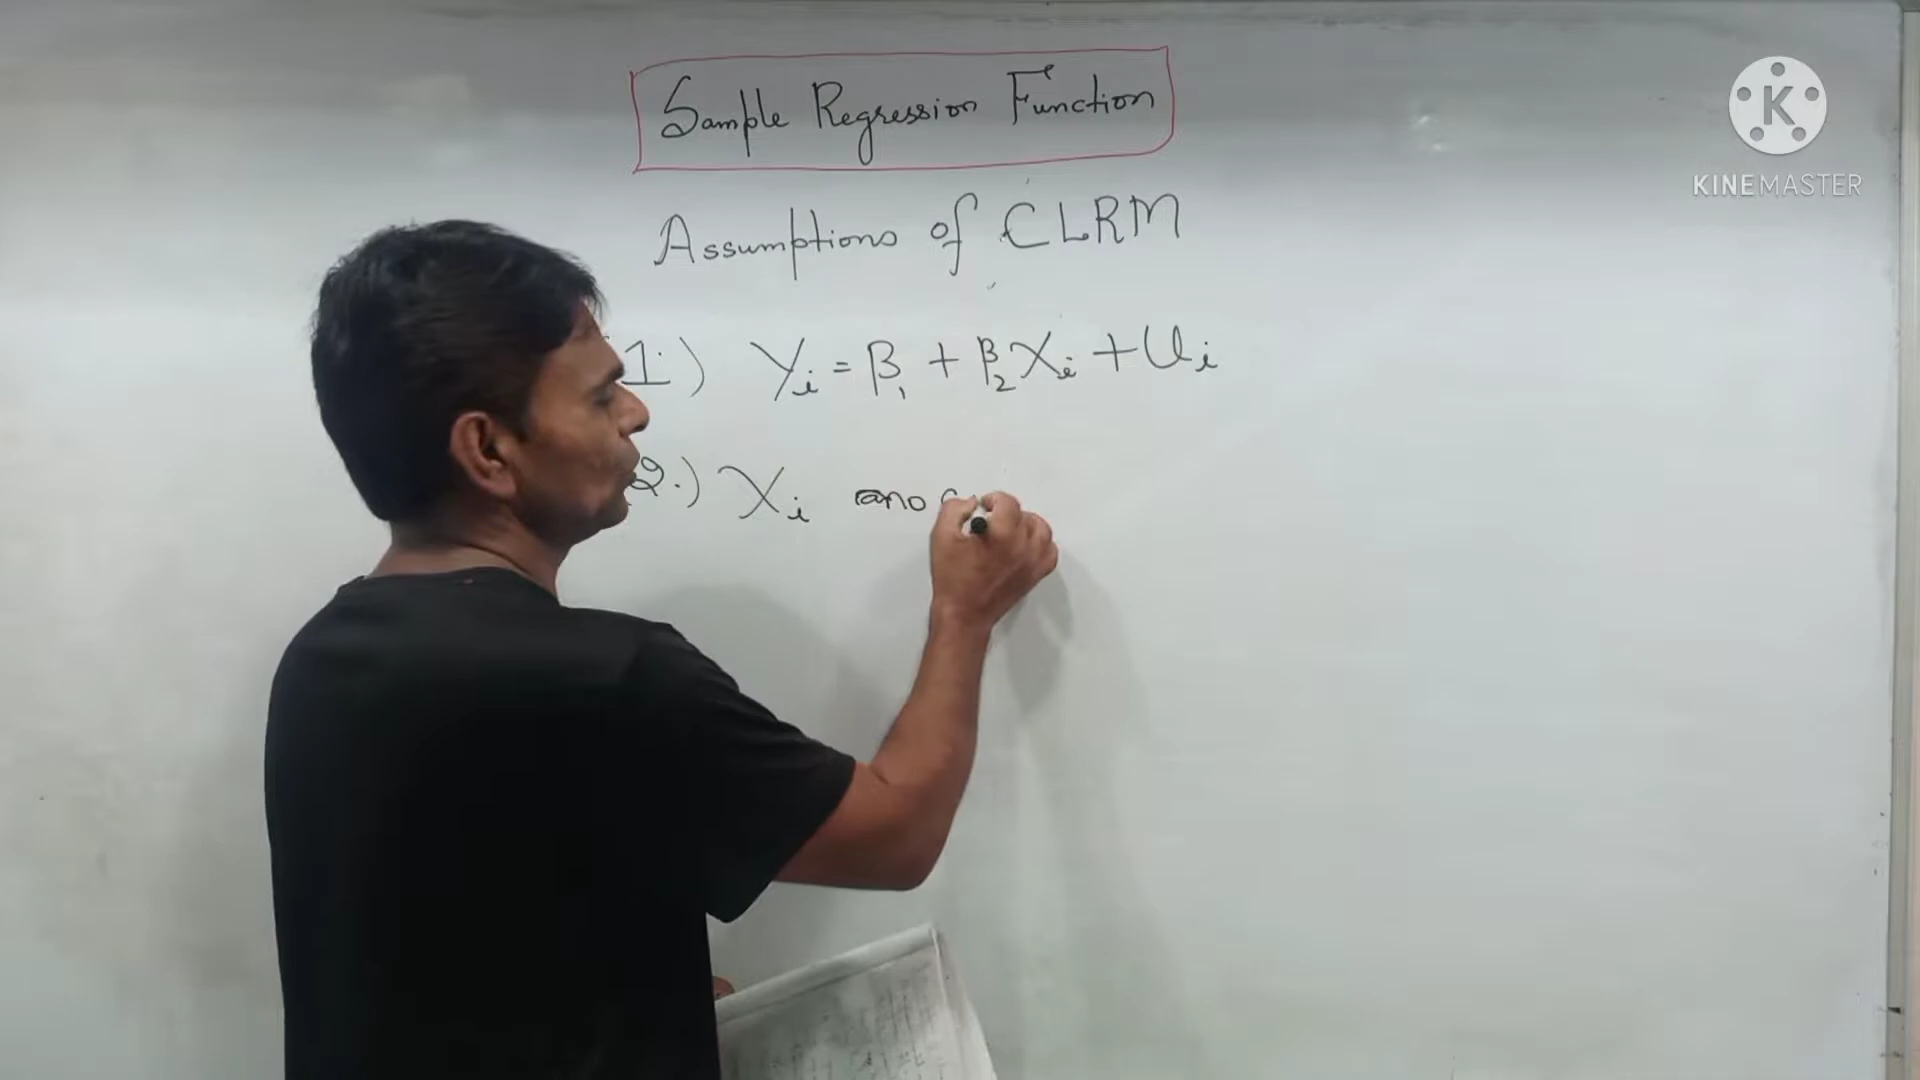 Sample Regression Function
Assumptions of CLRM
1.) Yi = β1 + β2Xi + Ui
2.) Xi
K
KINEMASTER